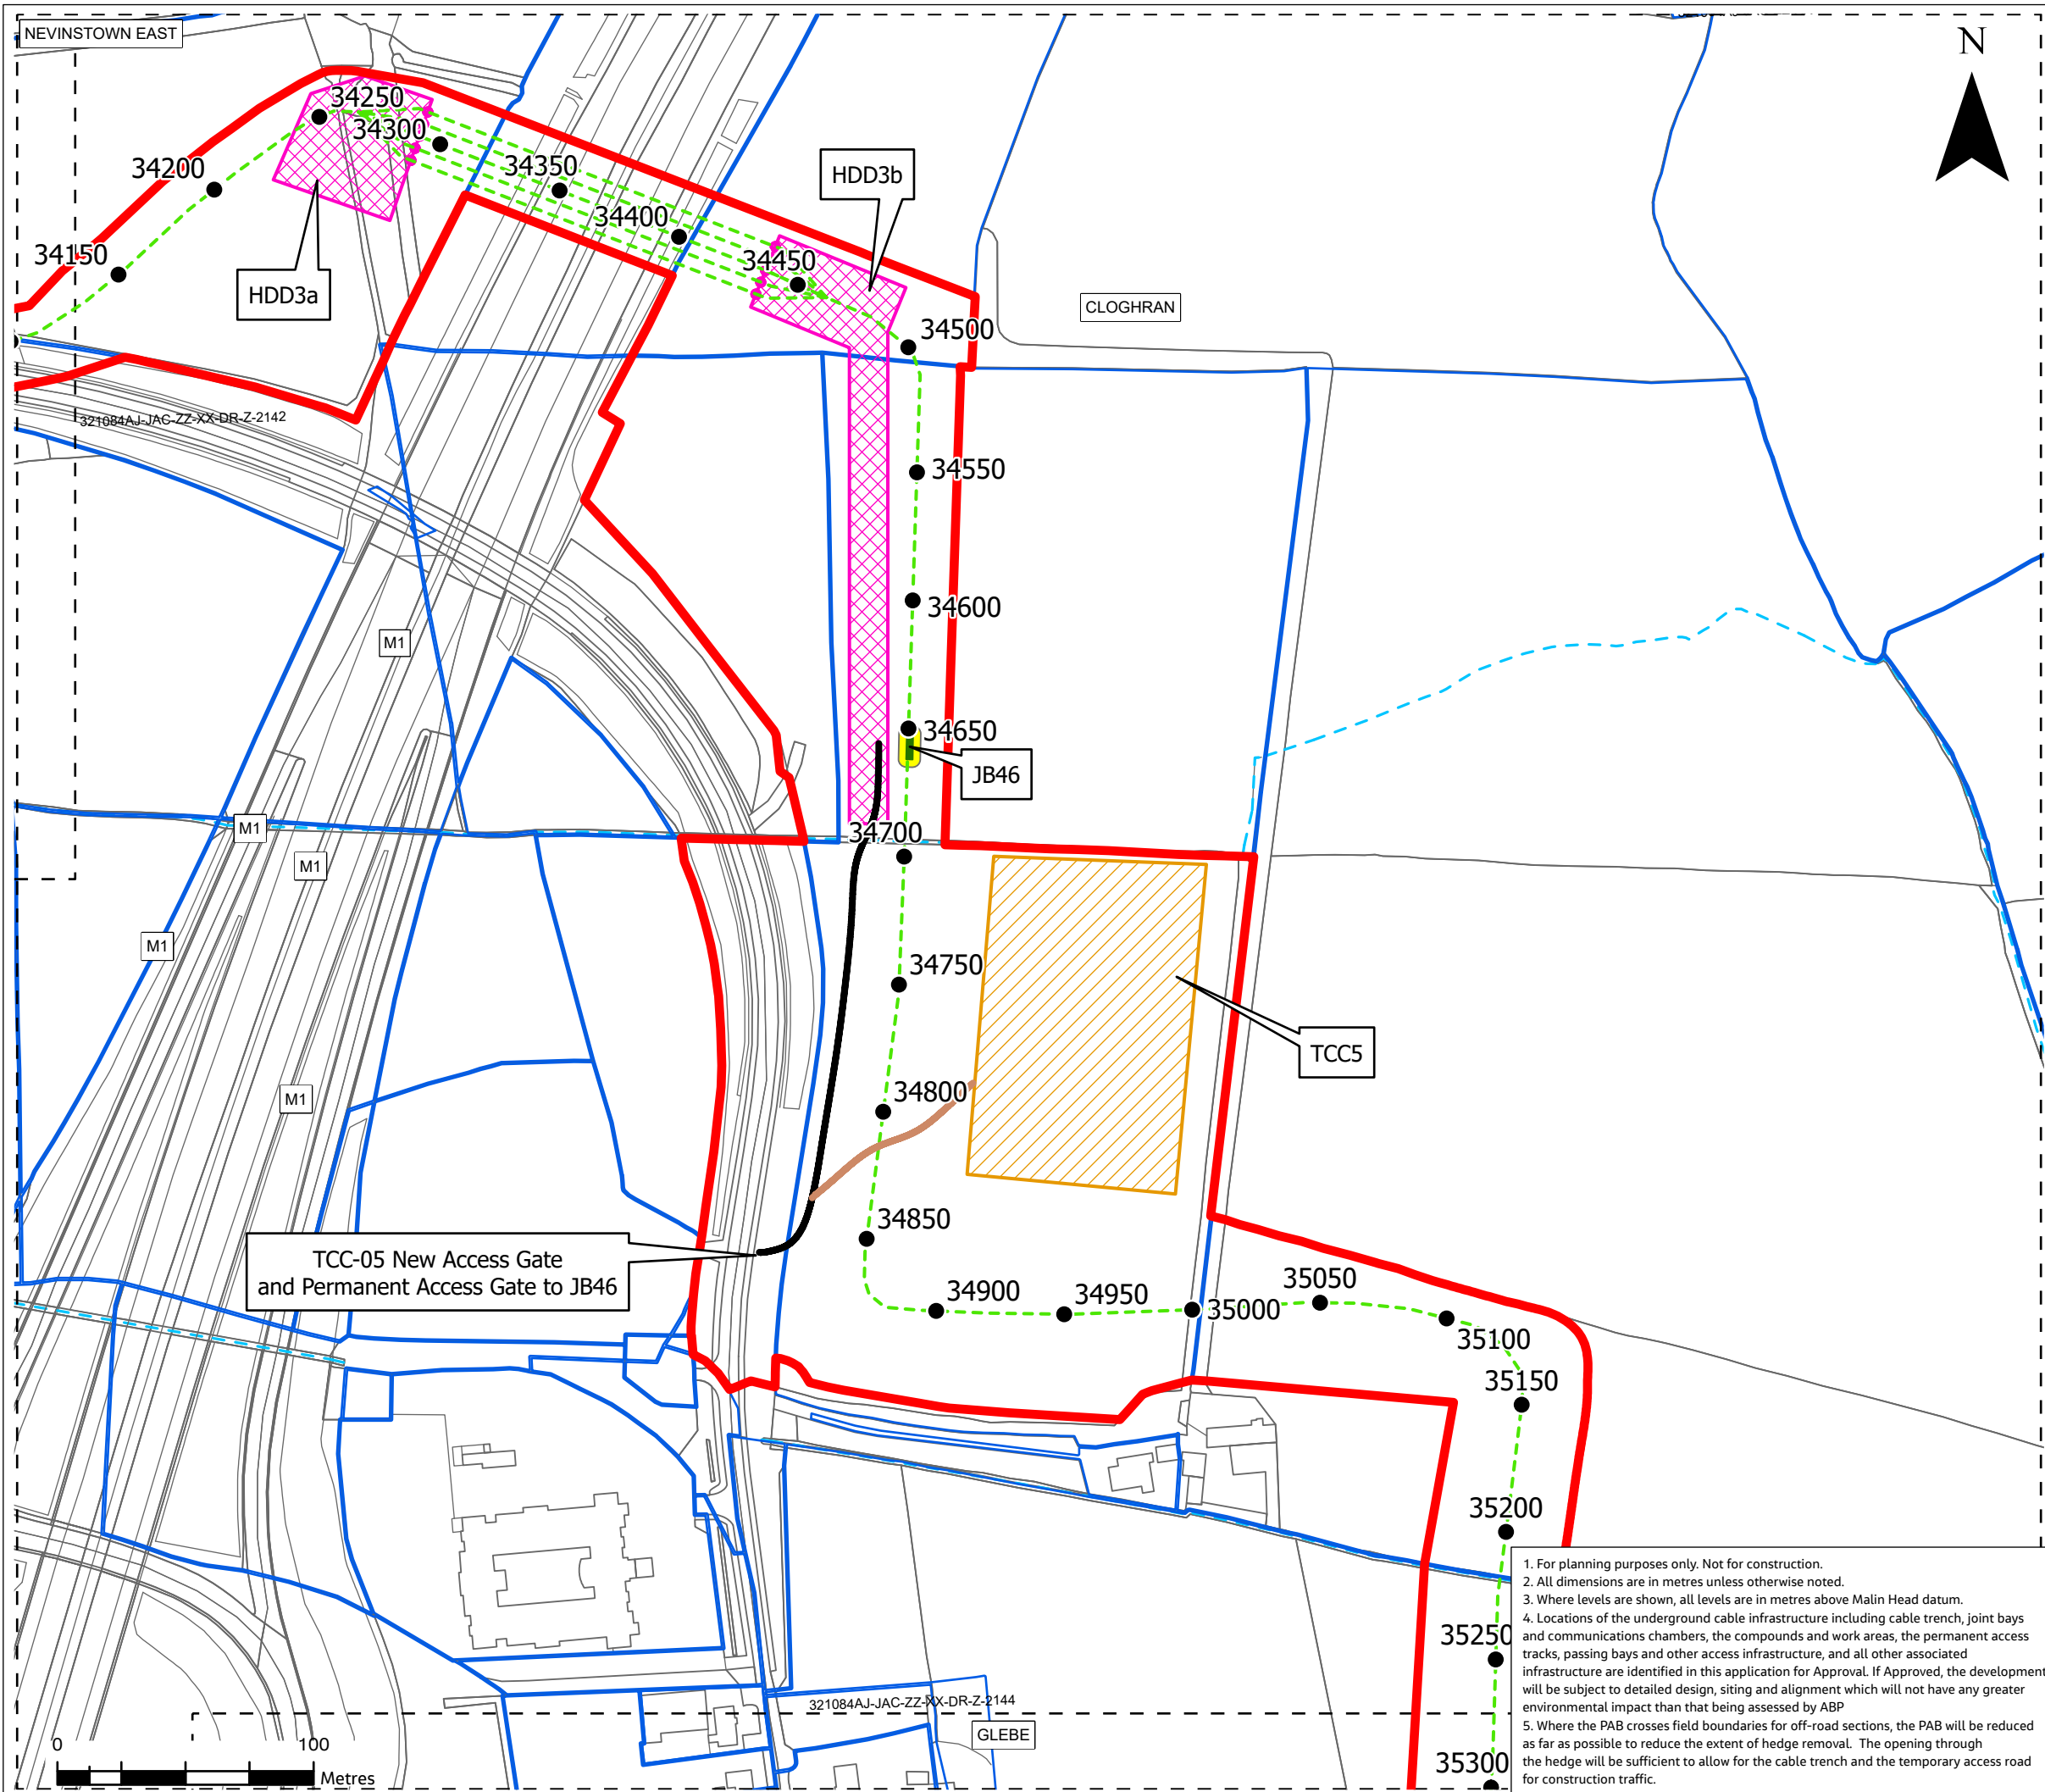 NEVINSTOWN EAST
N
34250
34300
34200
34350
HDD3b
34400
34150
34450
HDD3a
CLOGHRAN
34500
321084AJ-JAC-ZZ-XX-DR-Z-2142
34550
34600
M1
34650
JB46
M1
34700
M1
M1
34750
TCC5
M1
34800
34850
TCC-05 New Access Gate
and Permanent Access Gate to JB46
34900
34950
35000
35050
35100
35150
35200
35250
35300
321084AJ-JAC-ZZ-XX-DR-Z-2144
GLEBE
0
100
Metres
1. For planning purposes only. Not for construction.
2. All dimensions are in metres unless otherwise noted.
3. Where levels are shown, all levels are in metres above Malin Head datum.
4. Locations of the underground cable infrastructure including cable trench, joint bays
and communications chambers, the compounds and work areas, the permanent access
tracks, passing bays and other access infrastructure, and all other associated
infrastructure are identified in this application for Approval. If Approved, the development
will be subject to detailed design, siting and alignment which will not have any greater
environmental impact than that being assessed by ABP
5. Where the PAB crosses field boundaries for off-road sections, the PAB will be reduced
as far as possible to reduce the extent of hedge removal. The opening through
the hedge will be sufficient to allow for the cable trench and the temporary access road
for construction traffic.